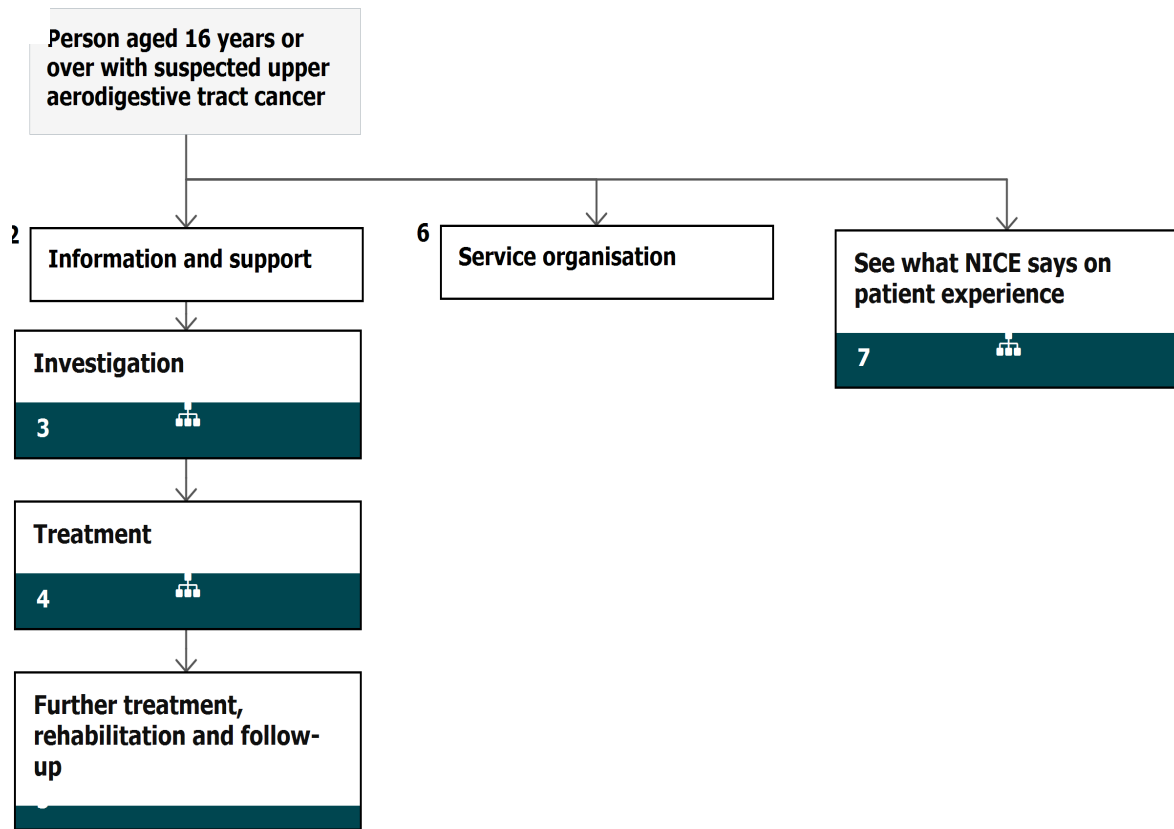 Person aged 16 years or
over with suspected upper
aerodigestive tract cancer
2
Information and support
6
Service organisation
See what NICE says on
patient experience
7
Investigation
3
Treatment
4
Further treatment,
rehabilitation and follow-
up